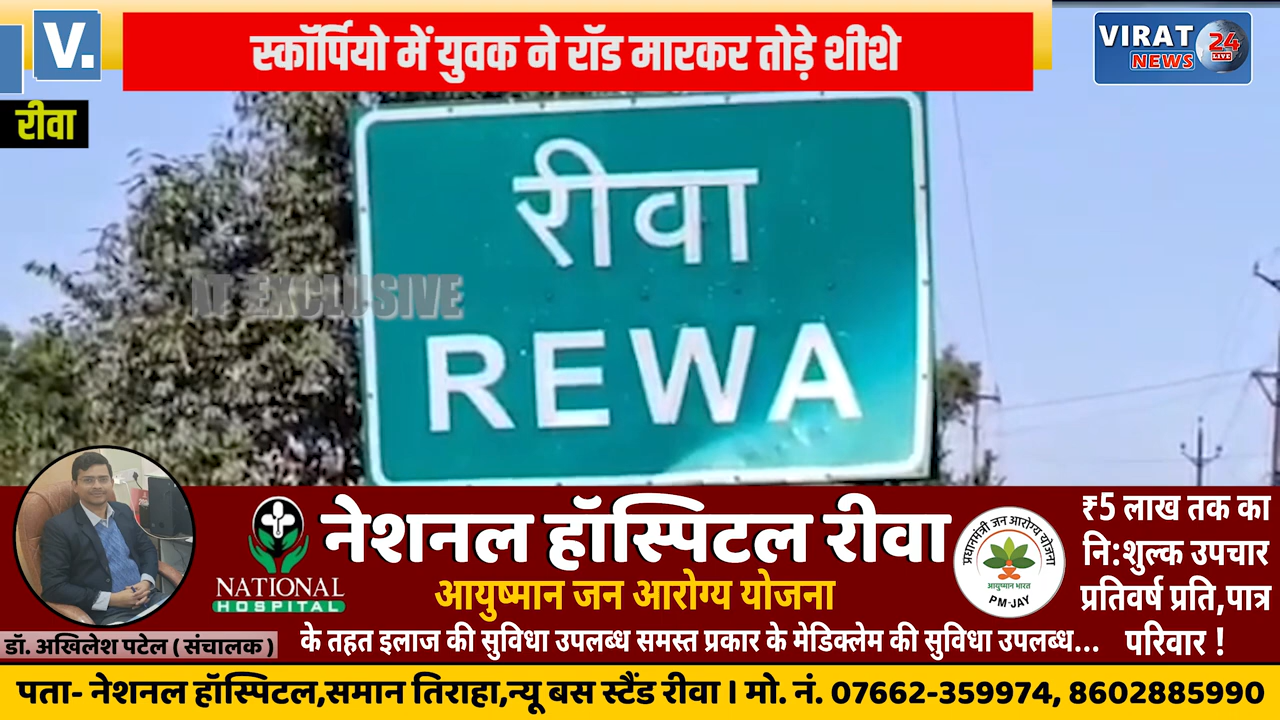 V.
स्कॉर्पियो में युवक ने रॉड मारकर तोड़े शीशे
VIRAT
NEWS
24
LIVE
रीवा
रीवा
EXCLUSIVE
REWA
नेशनल हॉस्पिटल रीवा
आयुष्मान जन आरोग्य योजना
NATIONAL
HOSPITAL
प्रधानमंत्री जन आरोग्य योजना
आयुष्मान भारत
PM-JAY
₹5 लाख तक का
नि:शुल्क उपचार
प्रतिवर्ष प्रति,पात्र
परिवार !
डॉ. अखिलेश पटेल ( संचालक )
के तहत इलाज की सुविधा उपलब्ध समस्त प्रकार के मेडिक्लेम की सुविधा उपलब्ध...
पता- नेशनल हॉस्पिटल,समान तिराहा,न्यू बस स्टैंड रीवा । मो. नं. 07662-359974, 8602885990